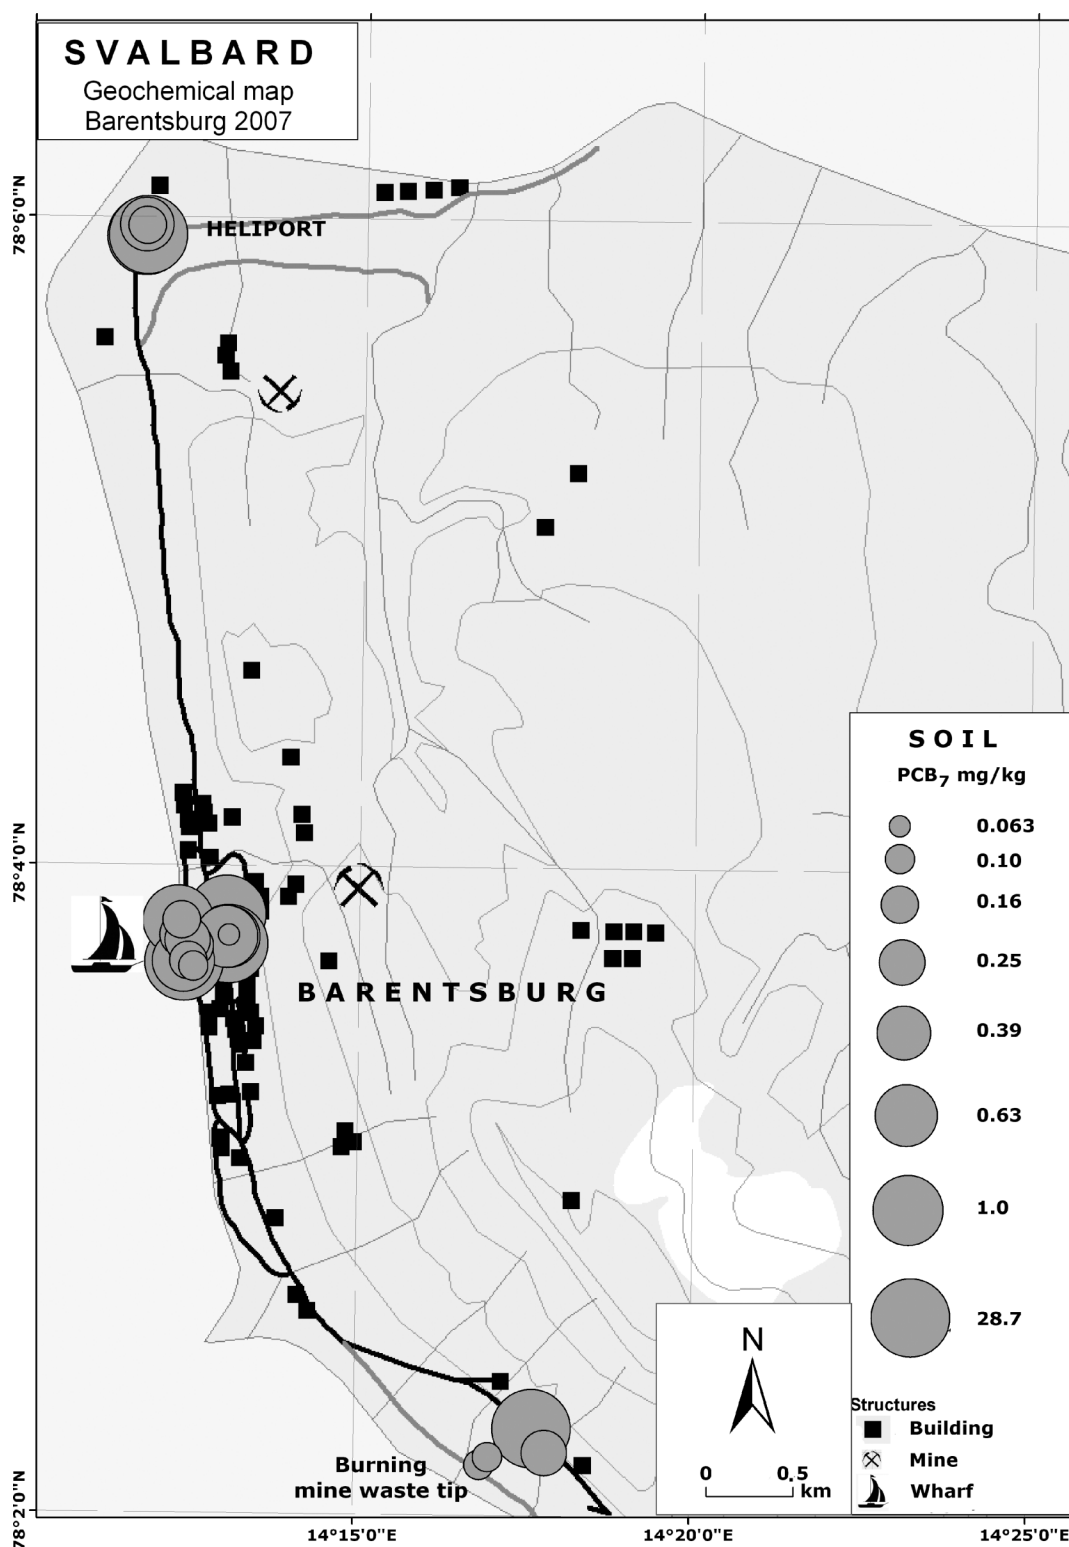 SVALBARD
Geochemical map
Barentsburg 2007
78°6'0"N
HELIPORT
78°4'0"N
BARENTSBURG
SOIL
PCB7 mg/kg
0.063
0.10
0.16
0.25
0.39
0.63
1.0
28.7
Structures
Building
Mine
Wharf
N
0 0.5
km
Burning
mine waste tip
78°2'0"N
14°15'0"E 14°20'0"E 14°25'0"E